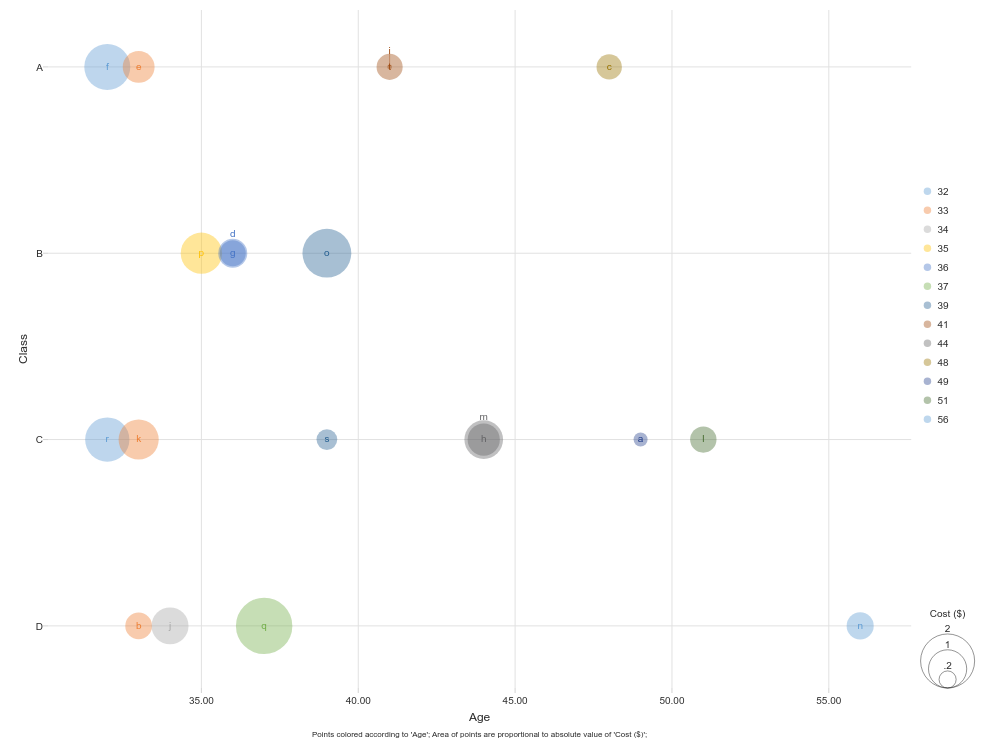 A
f
e
i
t
c
B
p
d
g
o
Class
C
r
k
s
m
h
a
l
D
b
j
q
n
35.00 40.00 45.00 50.00 55.00
Age
Points colored according to 'Age'; Area of points are proportional to absolute value of 'Cost ($)';
32
33
34
35
36
37
39
41
44
48
49
51
56
Cost ($)
2
1
.2